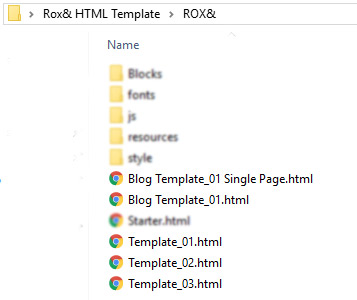 Rox& HTML Template > ROX&
Name
Blocks
fonts
js
resources
style
Blog Template_01 Single Page.html
Blog Template_01.html
Starter.html
Template_01.html
Template_02.html
Template_03.html